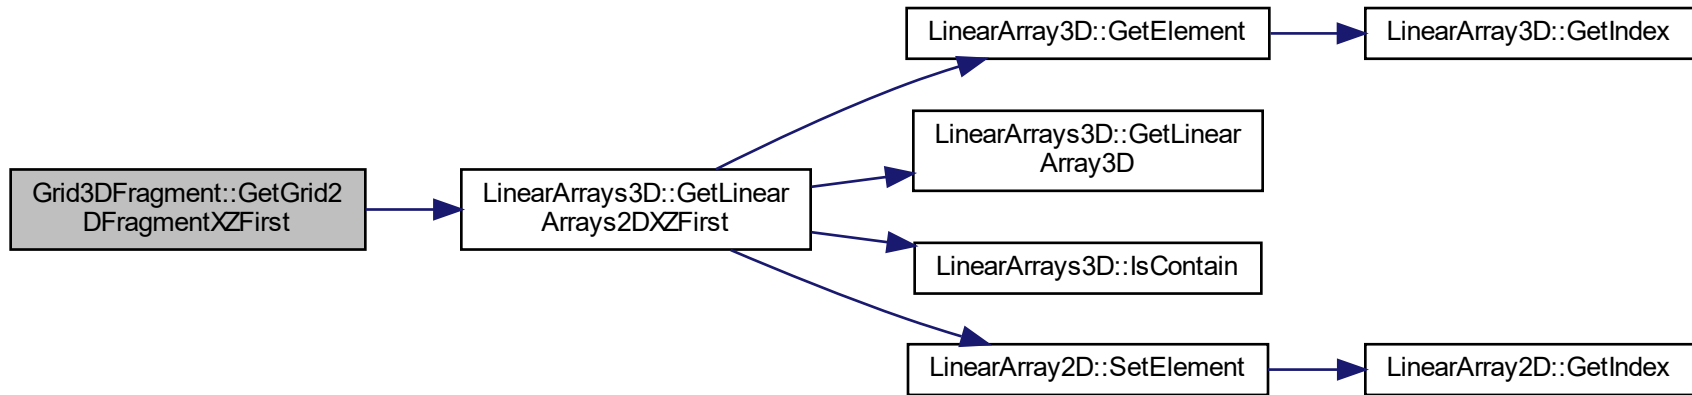 Grid3DFragment::GetGrid2
DFragmentXZFirst
LinearArrays3D::GetLinear
Arrays2DXZFirst
LinearArray3D::GetElement
LinearArray3D::GetIndex
LinearArrays3D::GetLinear
Array3D
LinearArrays3D::IsContain
LinearArray2D::SetElement
LinearArray2D::GetIndex